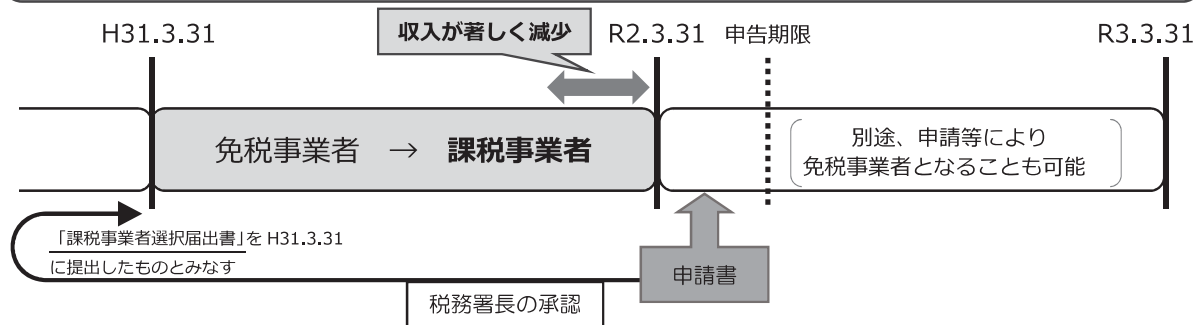 H31.3.31
収入が著しく減少
R2.3.31
申告期限
R3.3.31
免税事業者 → 課税事業者
別途、申請等により
免税事業者となることも可能
「課税事業者選択届出書」を H31.3.31
に提出したものとみなす
申請書
税務署長の承認